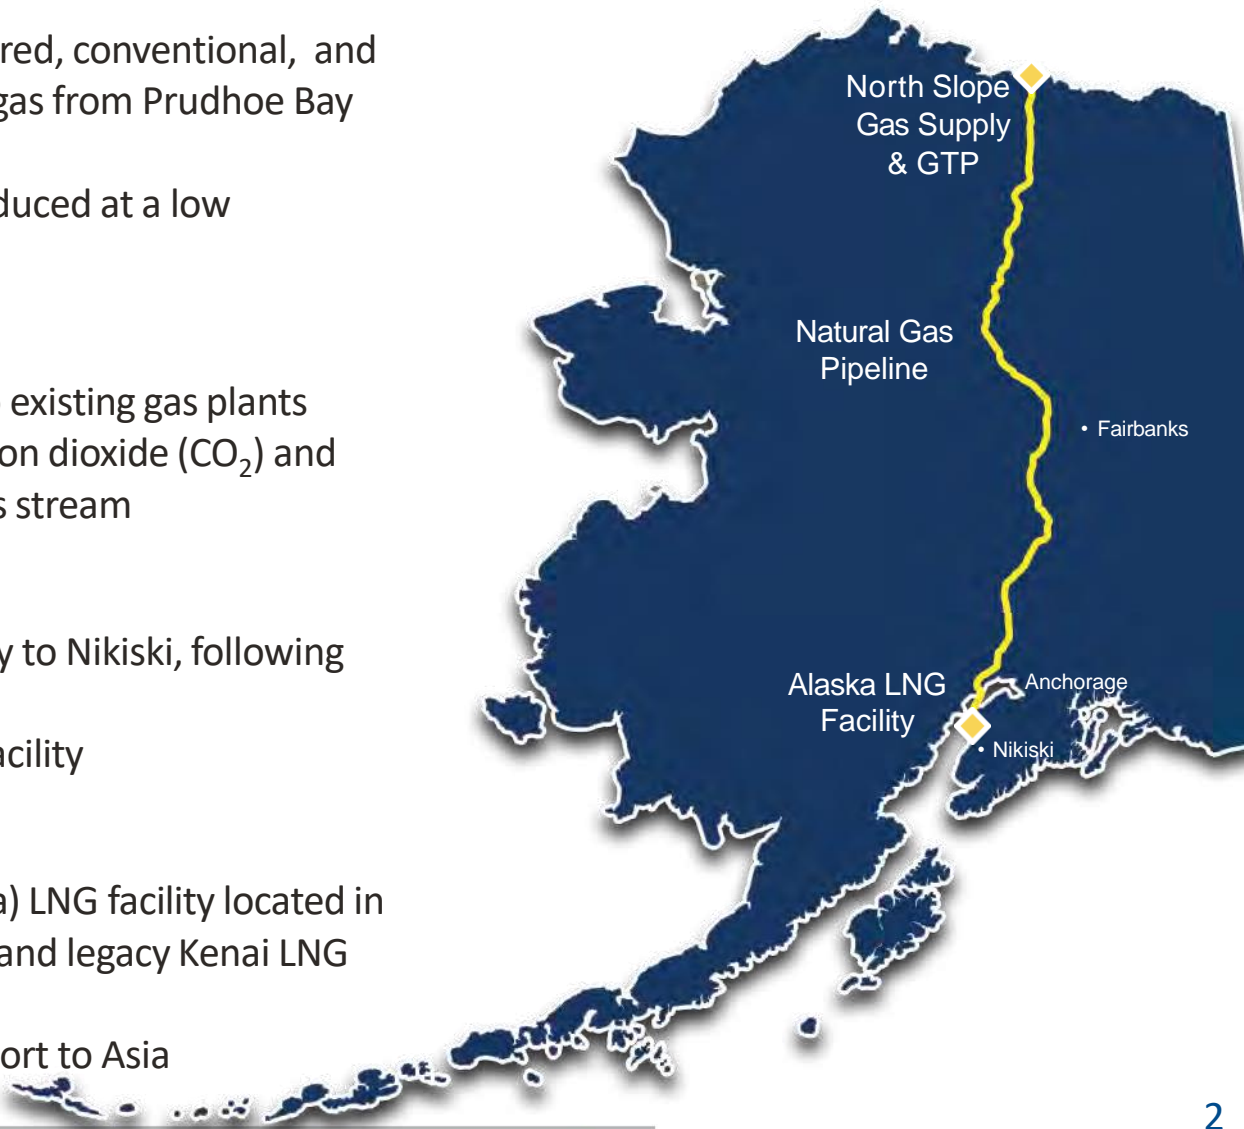 red, conventional, and
gas from Prudhoe Bay
duced at a low
existing gas plants
on dioxide (CO₂) and
s stream
y to Nikiski, following
acility
a) LNG facility located in
and legacy Kenai LNG
ort to Asia
North Slope
Gas Supply
& GTP
Natural Gas
Pipeline
• Fairbanks
Alaska LNG
Facility
Anchorage
• Nikiski
2